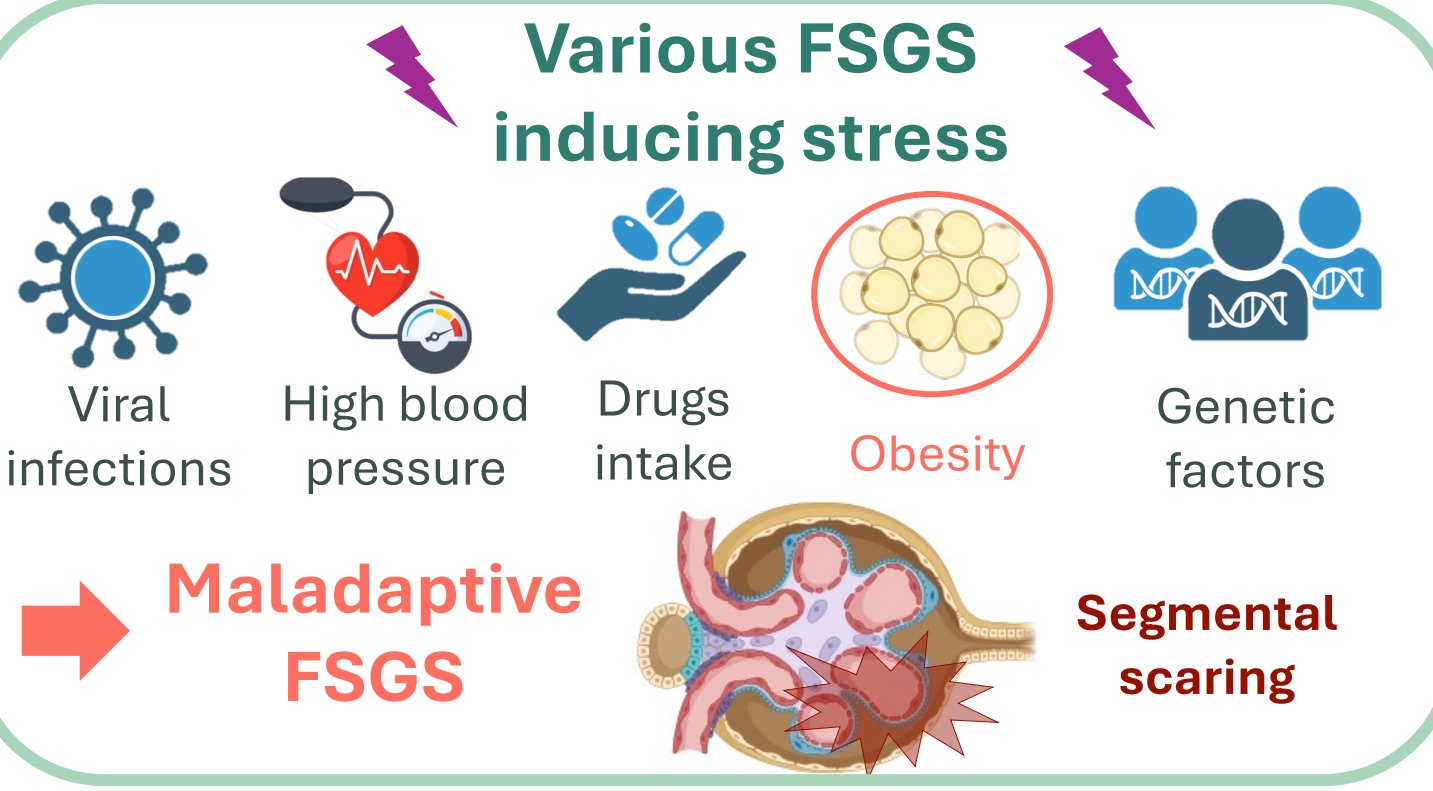 Various FSGS
inducing stress
Viral
infections
High blood
pressure
Drugs
intake
Obesity
Genetic
factors
Maladaptive
FSGS
Segmental
scaring